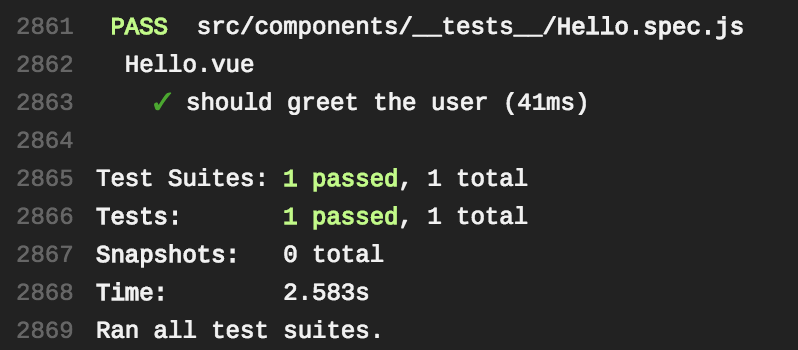 2861 PASS src/components/__tests__/Hello.spec.js
2862 Hello.vue
2863 ✓ should greet the user (41ms)
2864
2865 Test Suites: 1 passed, 1 total
2866 Tests: 1 passed, 1 total
2867 Snapshots: 0 total
2868 Time: 2.583s
2869 Ran all test suites.